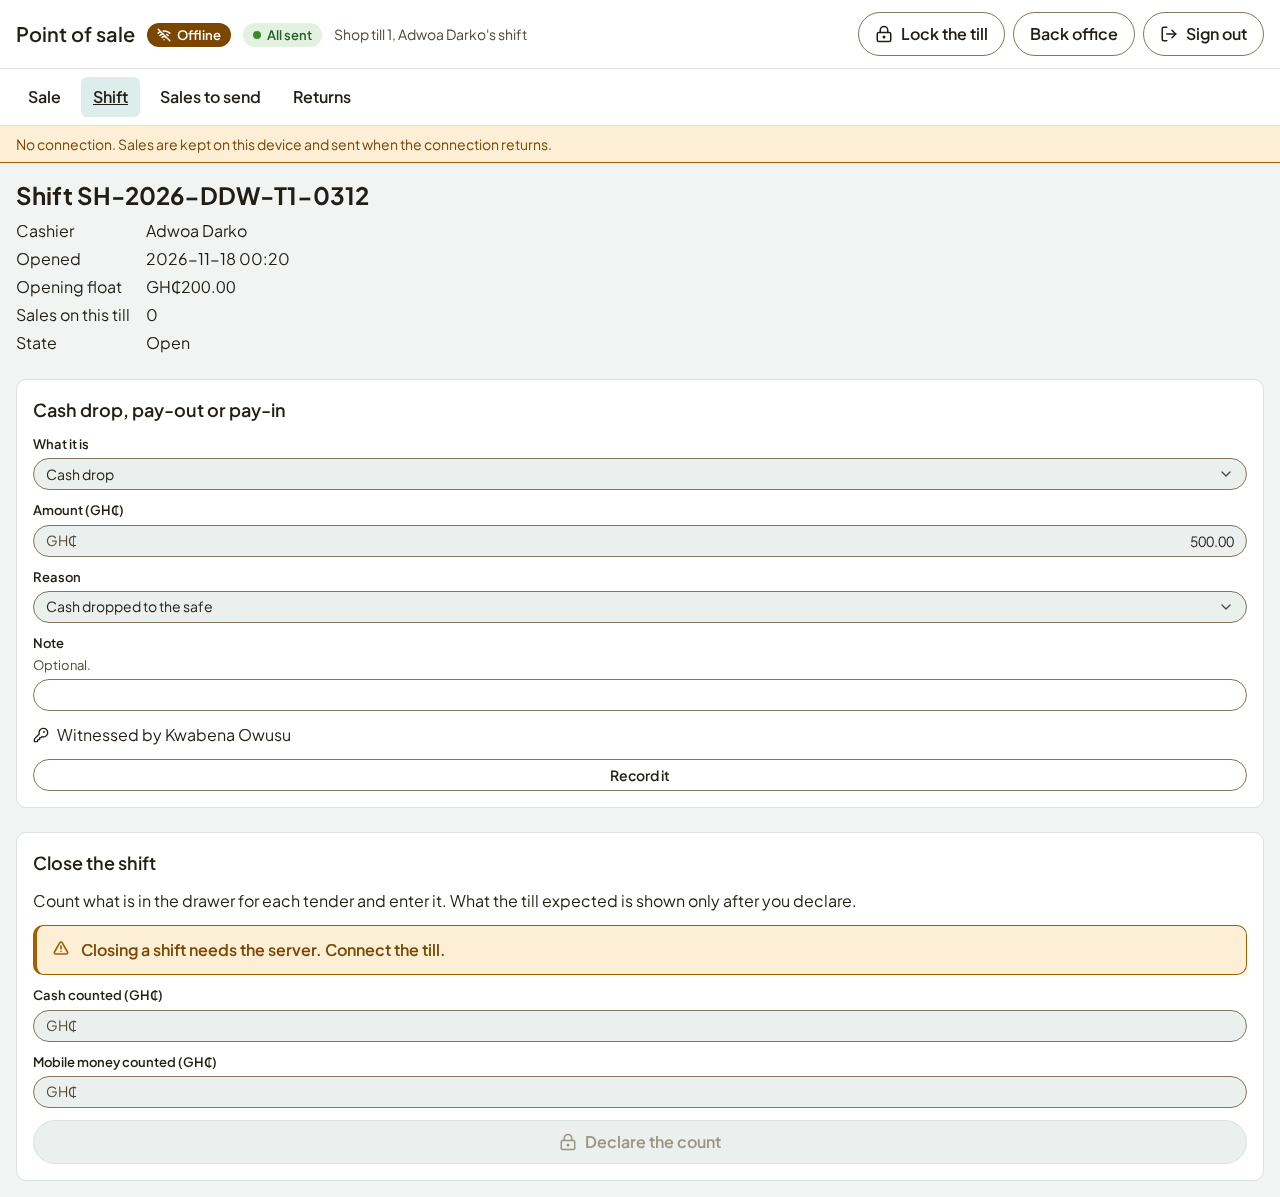 Point of sale
Offline
All sent
Shop till 1, Adwoa Darko's shift
Lock the till
Back office
Sign out
Sale
Shift
Sales to send
Returns
No connection. Sales are kept on this device and sent when the connection returns.
Shift SH-2026-DDW-T1-0312
Cashier Adwoa Darko
Opened 2026-11-18 00:20
Opening float GH₵200.00
Sales on this till 0
State Open
Cash drop, pay-out or pay-in
What it is
Cash drop
Amount (GH₵)
GH₵ 500.00
Reason
Cash dropped to the safe
Note
Optional.
Witnessed by Kwabena Owusu
Record it
Close the shift
Count what is in the drawer for each tender and enter it. What the till expected is shown only after you declare.
Closing a shift needs the server. Connect the till.
Cash counted (GH₵)
GH₵
Mobile money counted (GH₵)
GH₵
Declare the count